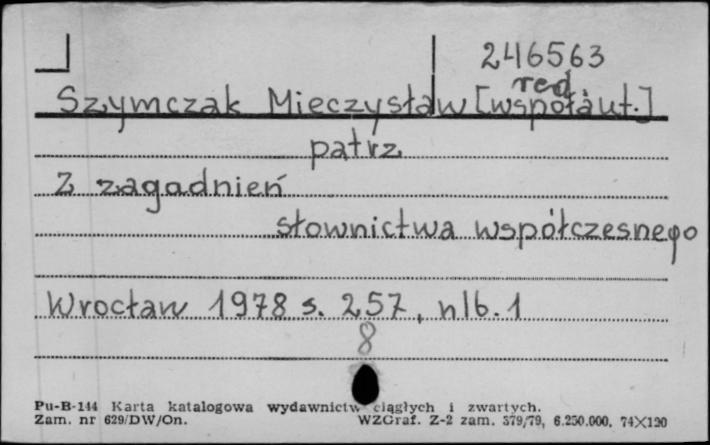 246563
red.
Szymczak Mieczysław [współaut.]
patrz
Z zagadnień
słownictwa współczesnego
Wrocław 1978 s. 257, nlb. 1
8
Pu-B-144 Karta katalogowa wydawnictw ciągłych i zwartych.
Zam. nr 629/DW/On. WZGraf. Z-2 zam. 379/79, 6.250.000. 74X120